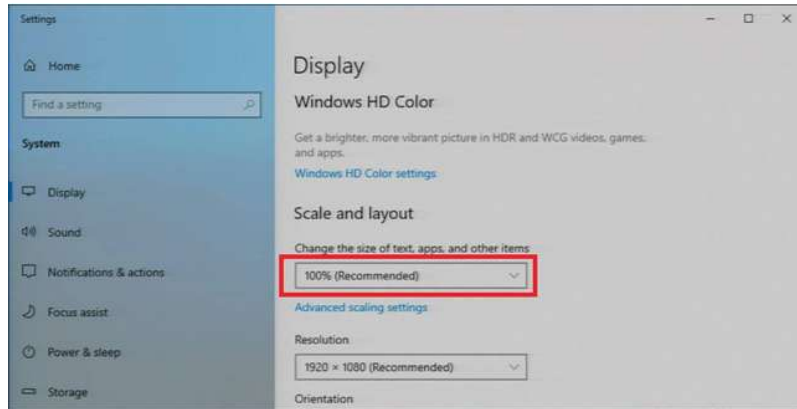 Settings
Home
Find a setting
System
Display
Sound
Notifications & actions
Focus assist
Power & sleep
Storage
Display
Windows HD Color
Get a brighter, more vibrant picture in HDR and WCG videos, games,
and apps.
Windows HD Color settings
Scale and layout
Change the size of text, apps, and other items
100% (Recommended)
Advanced scaling settings
Resolution
1920 × 1080 (Recommended)
Orientation